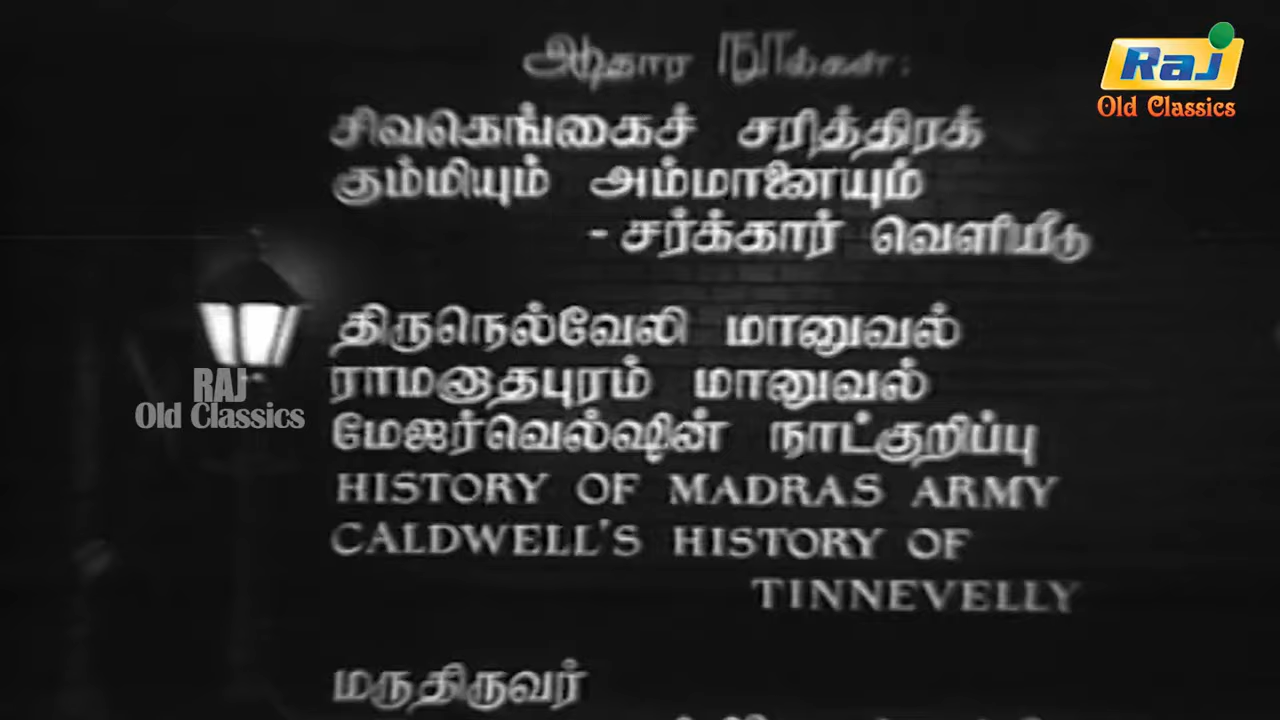 ஆதார நூல்கள் :
சிவகெங்கைச் சரித்திரக்
கும்மியும் அம்மானையும்
- சர்க்கார் வெளியீடு
திருநெல்வேலி மானுவல்
ராமநாதபுரம் மானுவல்
மேஜர்வெல்ஷின் நாட்குறிப்பு
HISTORY OF MADRAS ARMY
CALDWELL'S HISTORY OF
TINNEVELLY
மருதிருவர்
Raj
Old Classics
RAJ
Old Classics